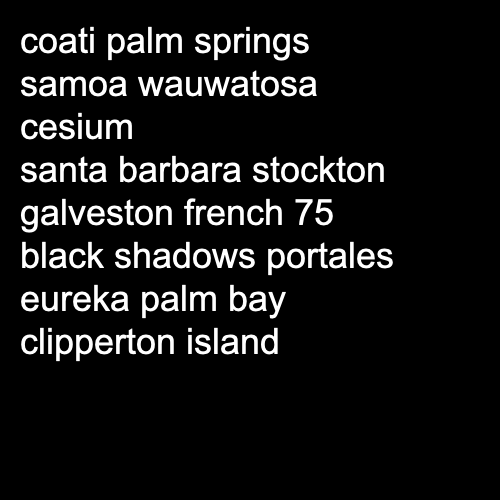 coati palm springs
samoa wauwatosa
cesium
santa barbara stockton
galveston french 75
black shadows portales
eureka palm bay
clipperton island